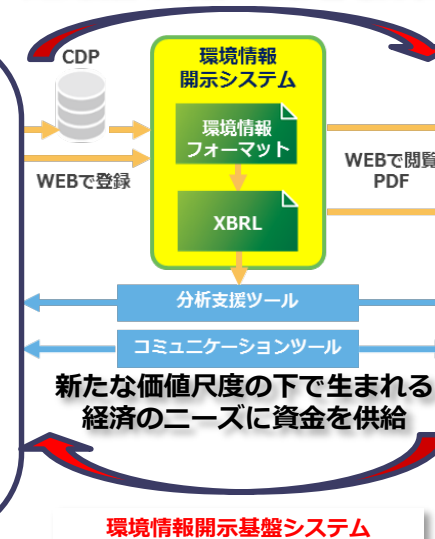 CDP
環境情報
開示システム
環境情報
フォーマット
WEBで登録
WEBで閲覧
PDF
XBRL
分析支援ツール
コミュニケーションツール
新たな価値尺度の下で生まれる
経済のニーズに資金を供給
環境情報開示基盤システム